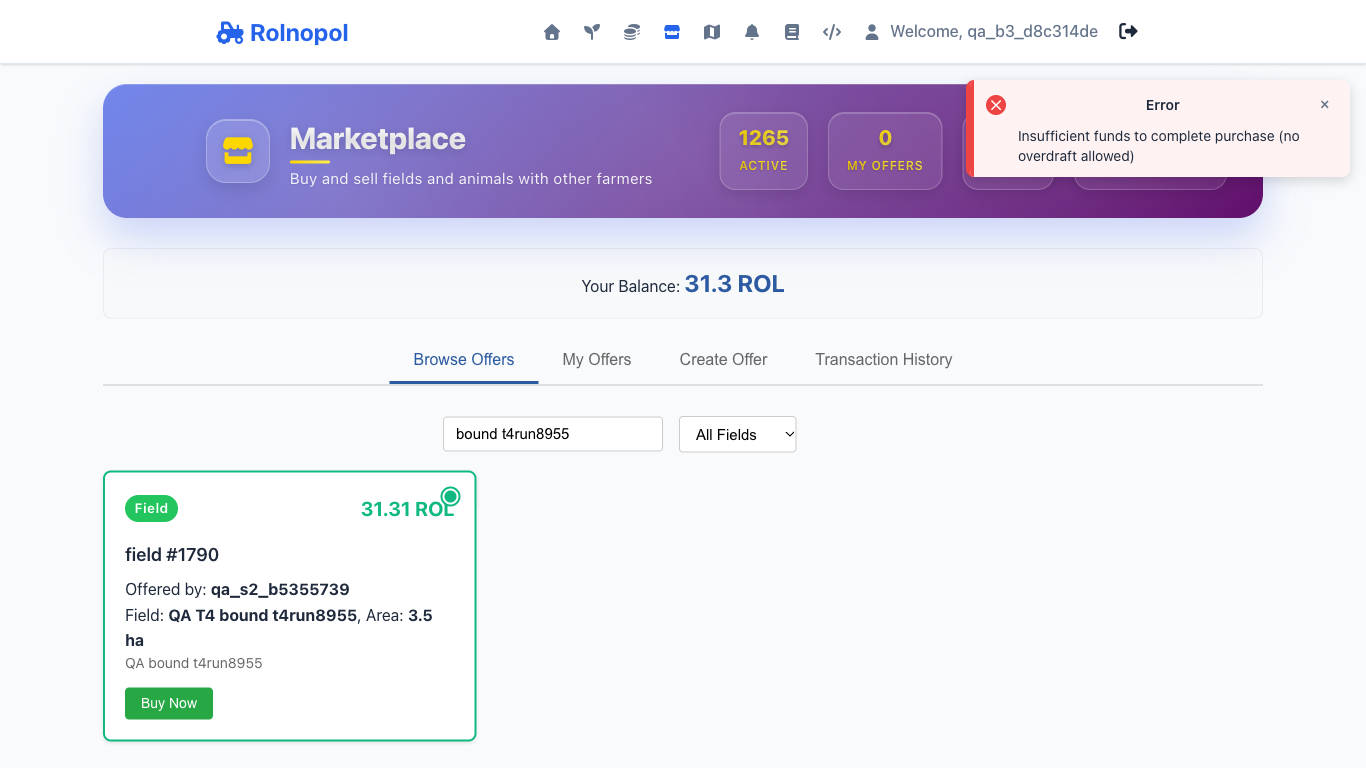 Rolnopol
Welcome, qa_b3_d8c314de
Error
×
Insufficient funds to complete purchase (no
overdraft allowed)
Marketplace
Buy and sell fields and animals with other farmers
1265
ACTIVE
0
MY OFFERS
Your Balance: 31.3 ROL
Browse Offers
My Offers
Create Offer
Transaction History
bound t4run8955
All Fields
Field
31.31 ROL
field #1790
Offered by: qa_s2_b5355739
Field: QA T4 bound t4run8955, Area: 3.5
ha
QA bound t4run8955
Buy Now